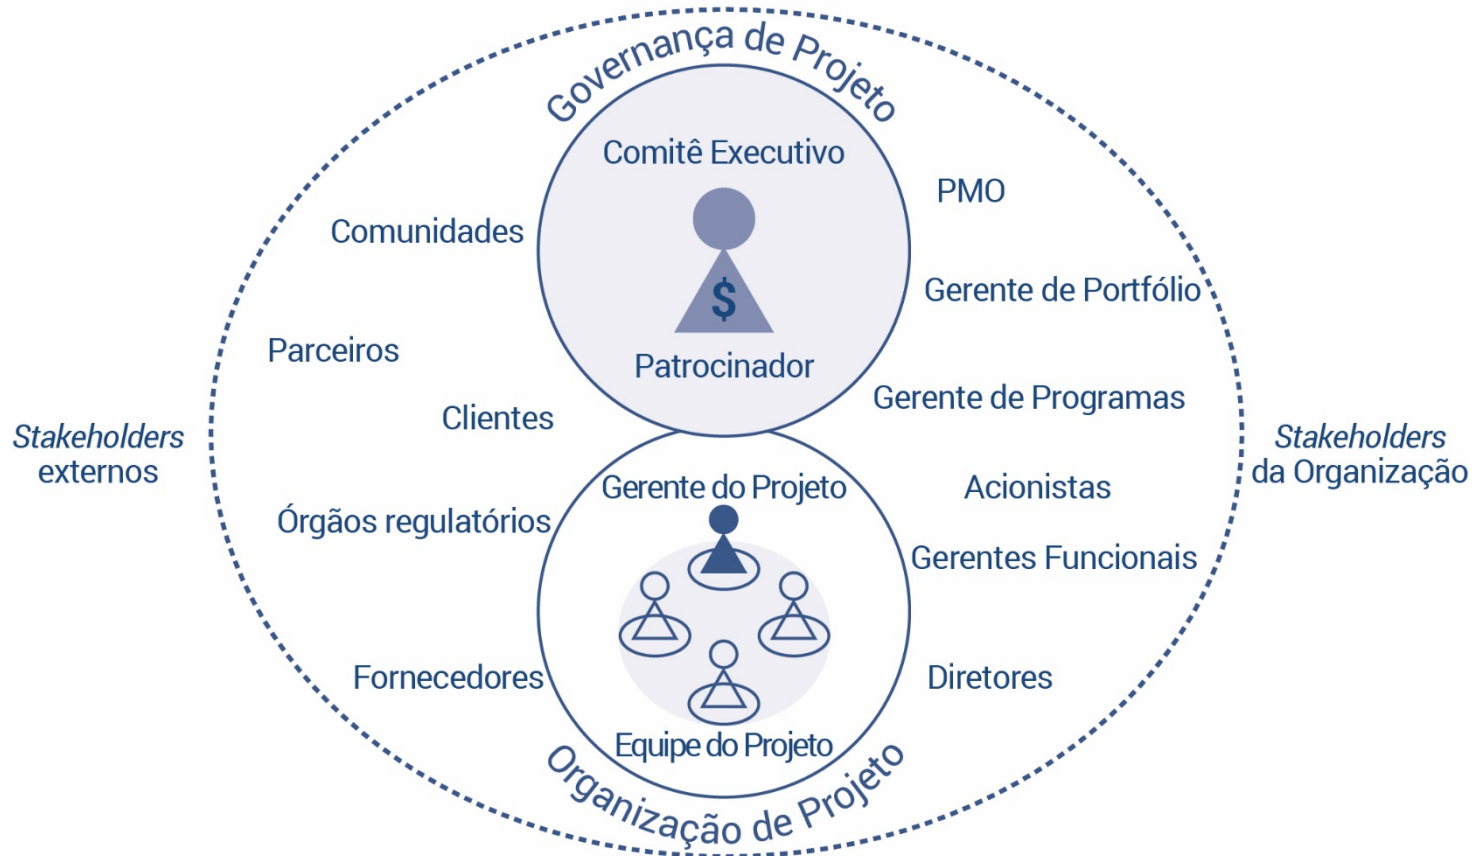 Governança de Projeto
Comitê Executivo
$
Patrocinador
Comunidades
Parceiros
Clientes
Órgãos regulatórios
Fornecedores
Stakeholders
externos
PMO
Gerente de Portfólio
Gerente de Programas
Acionistas
Gerentes Funcionais
Diretores
Stakeholders
da Organização
Gerente do Projeto
Equipe do Projeto
Organização de Projeto